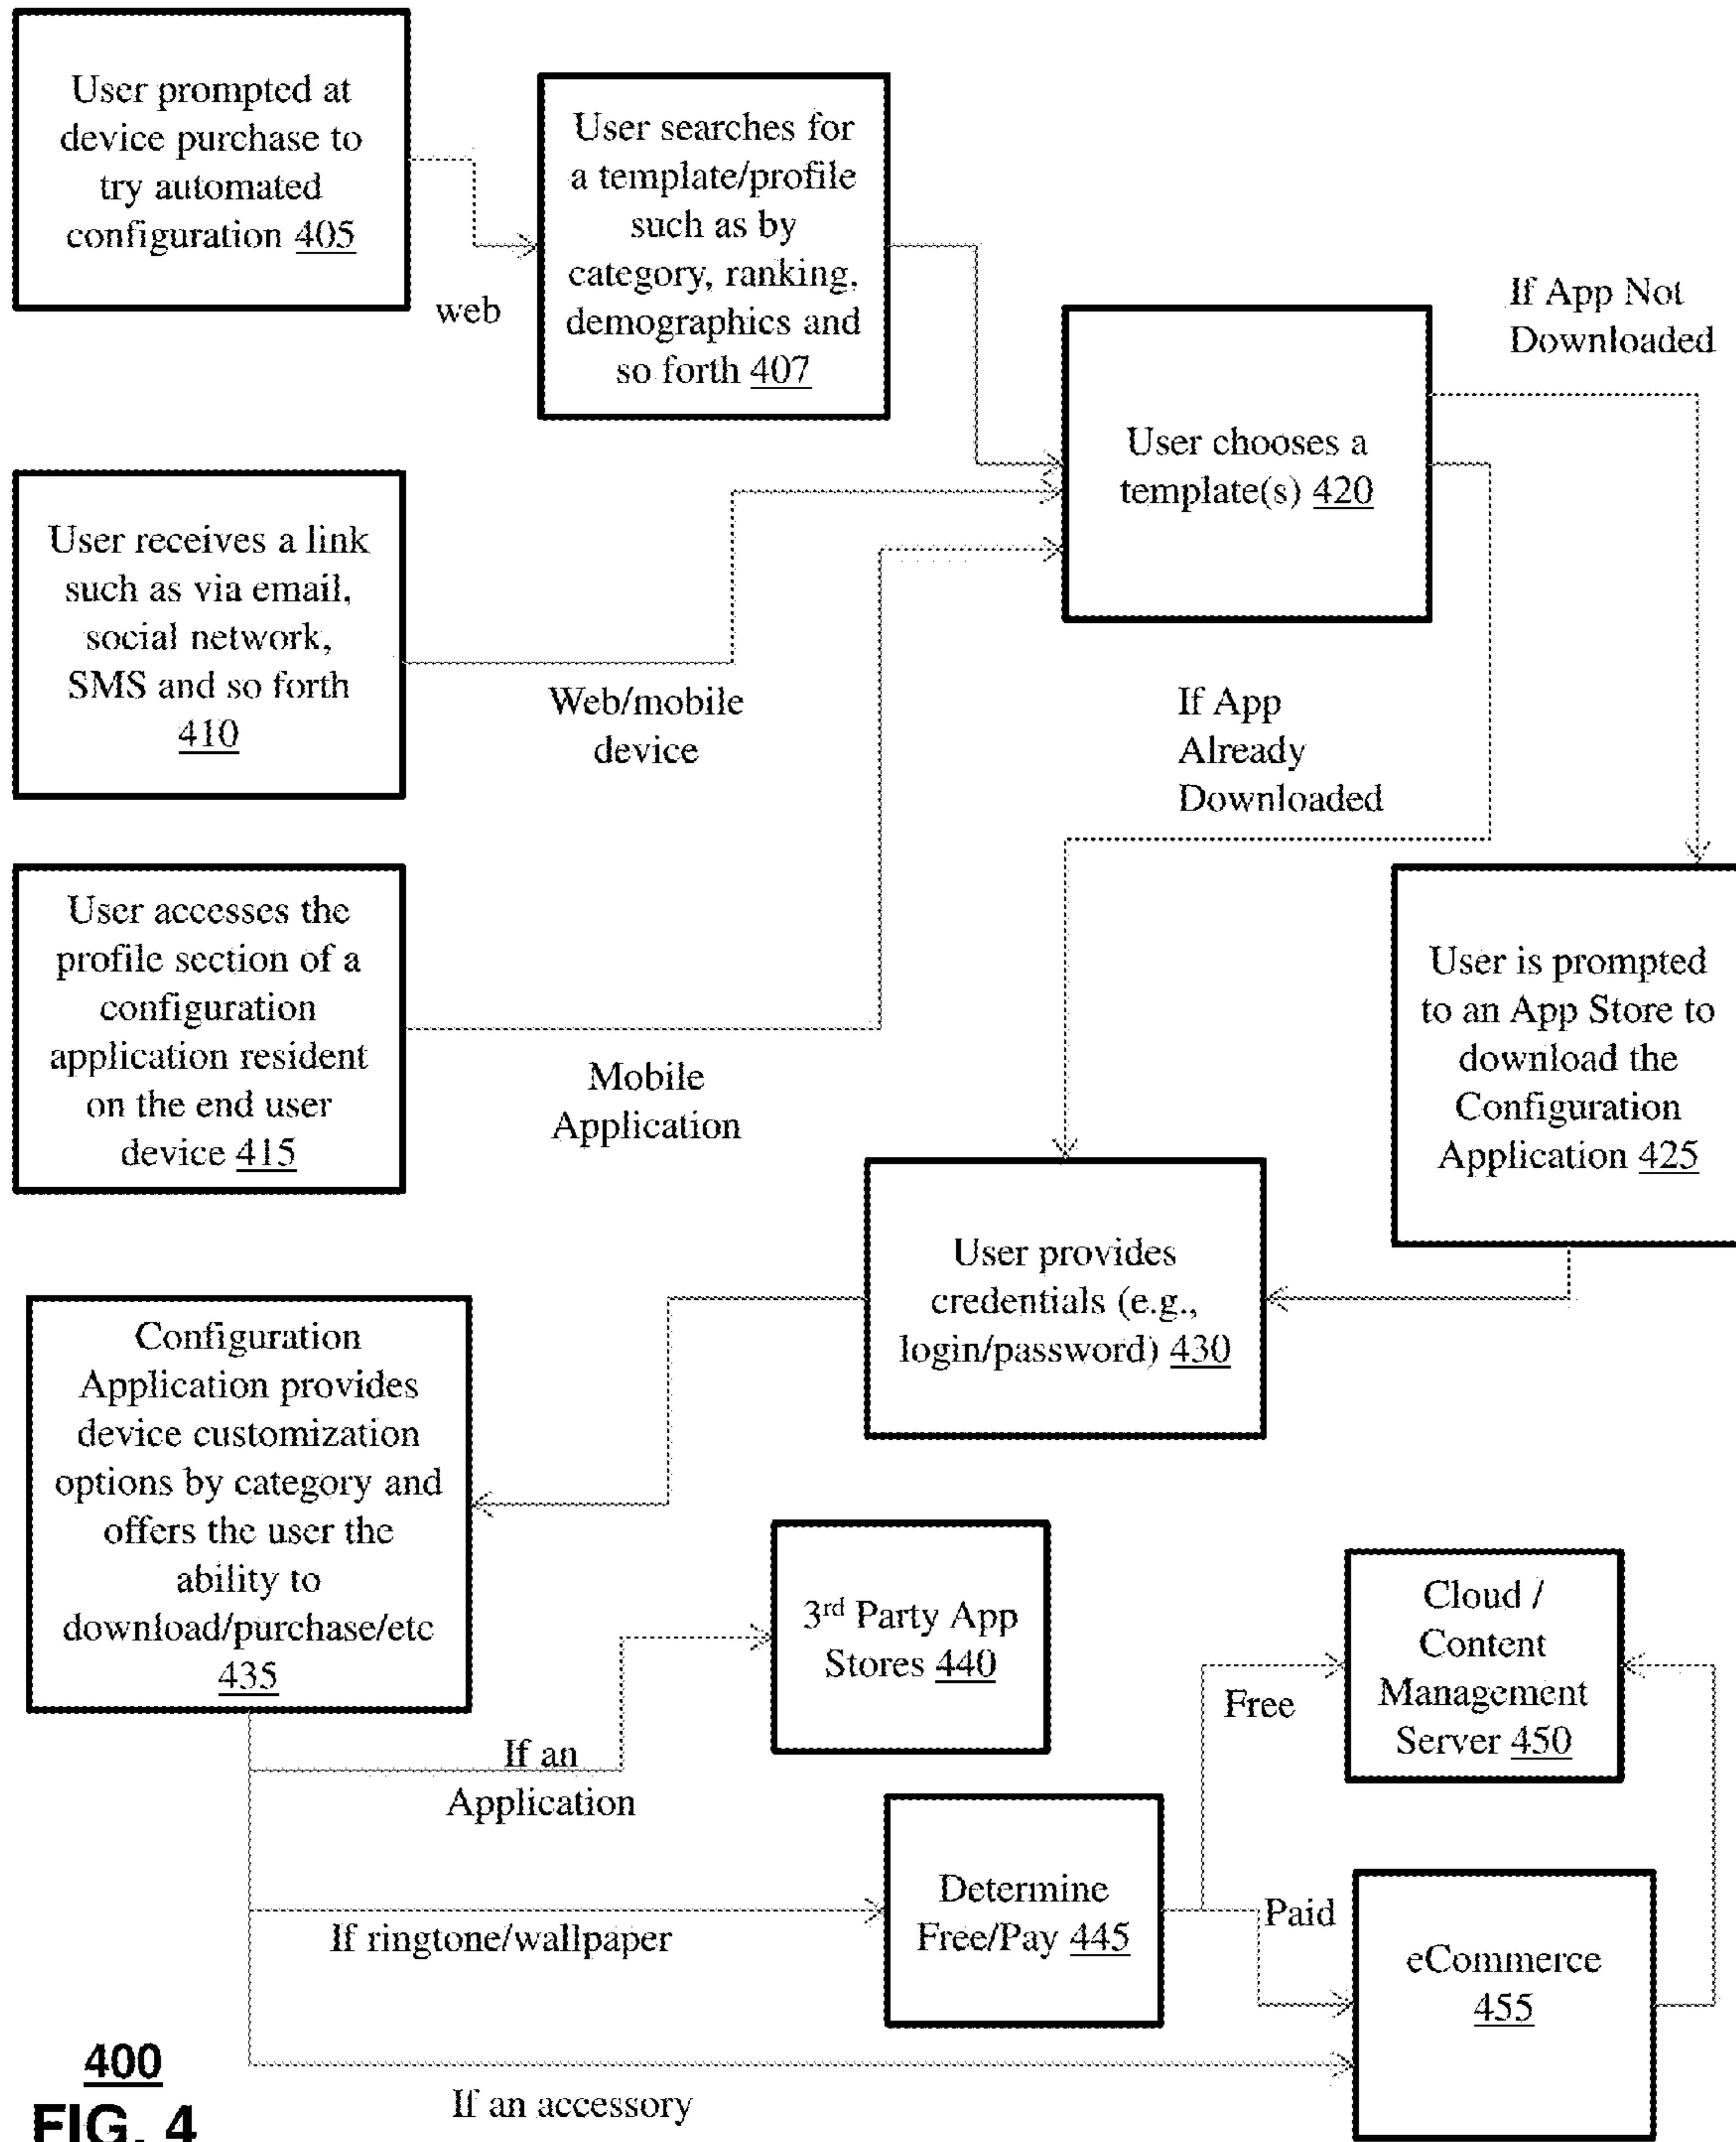 User prompted at
device purchase to
try automated
configuration 405
web
User searches for
a template/profile
such as by
category, ranking,
demographics and
so forth 407
User receives a link
such as via email,
social network,
SMS and so forth
410
Web/mobile
device
User accesses the
profile section of a
configuration
application resident
on the end user
device 415
Mobile
Application
User chooses a
template(s) 420
If App Not
Downloaded
If App
Already
Downloaded
User is prompted
to an App Store to
download the
Configuration
Application 425
User provides
credentials (e.g.,
login/password) 430
Configuration
Application provides
device customization
options by category and
offers the user the
ability to
download/purchase/etc
435
If an
Application
3rd Party App
Stores 440
If ringtone/wallpaper
Determine
Free/Pay 445
Free
Cloud /
Content
Management
Server 450
Paid
eCommerce
455
If an accessory
400
FIG. 4